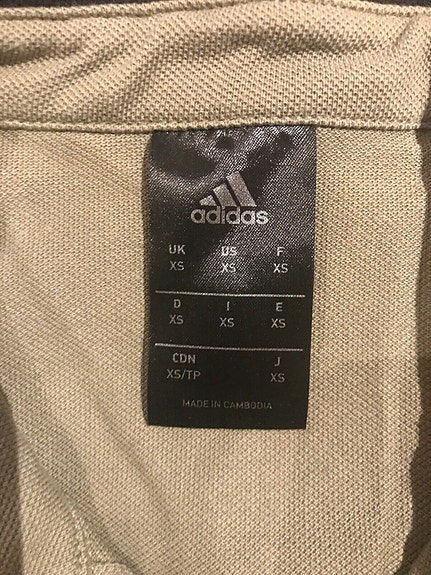 adidas
UK US F
XS XS XS
D I E
XS XS XS
CDN J
XS/TP XS
MADE IN CAMBODIA